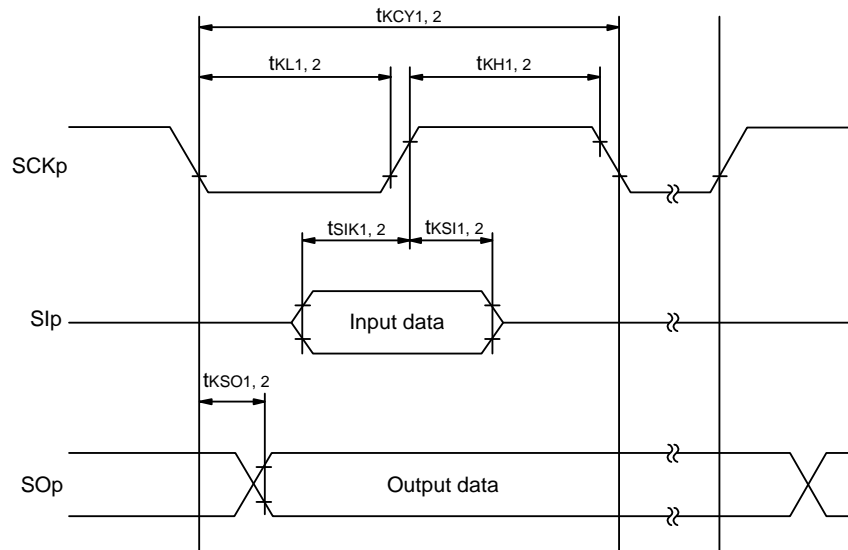 tKCY1, 2
tKL1, 2
tKH1, 2
SCKp
tSIK1, 2
tKSI1, 2
SIp
Input data
tKSO1, 2
SOp
Output data